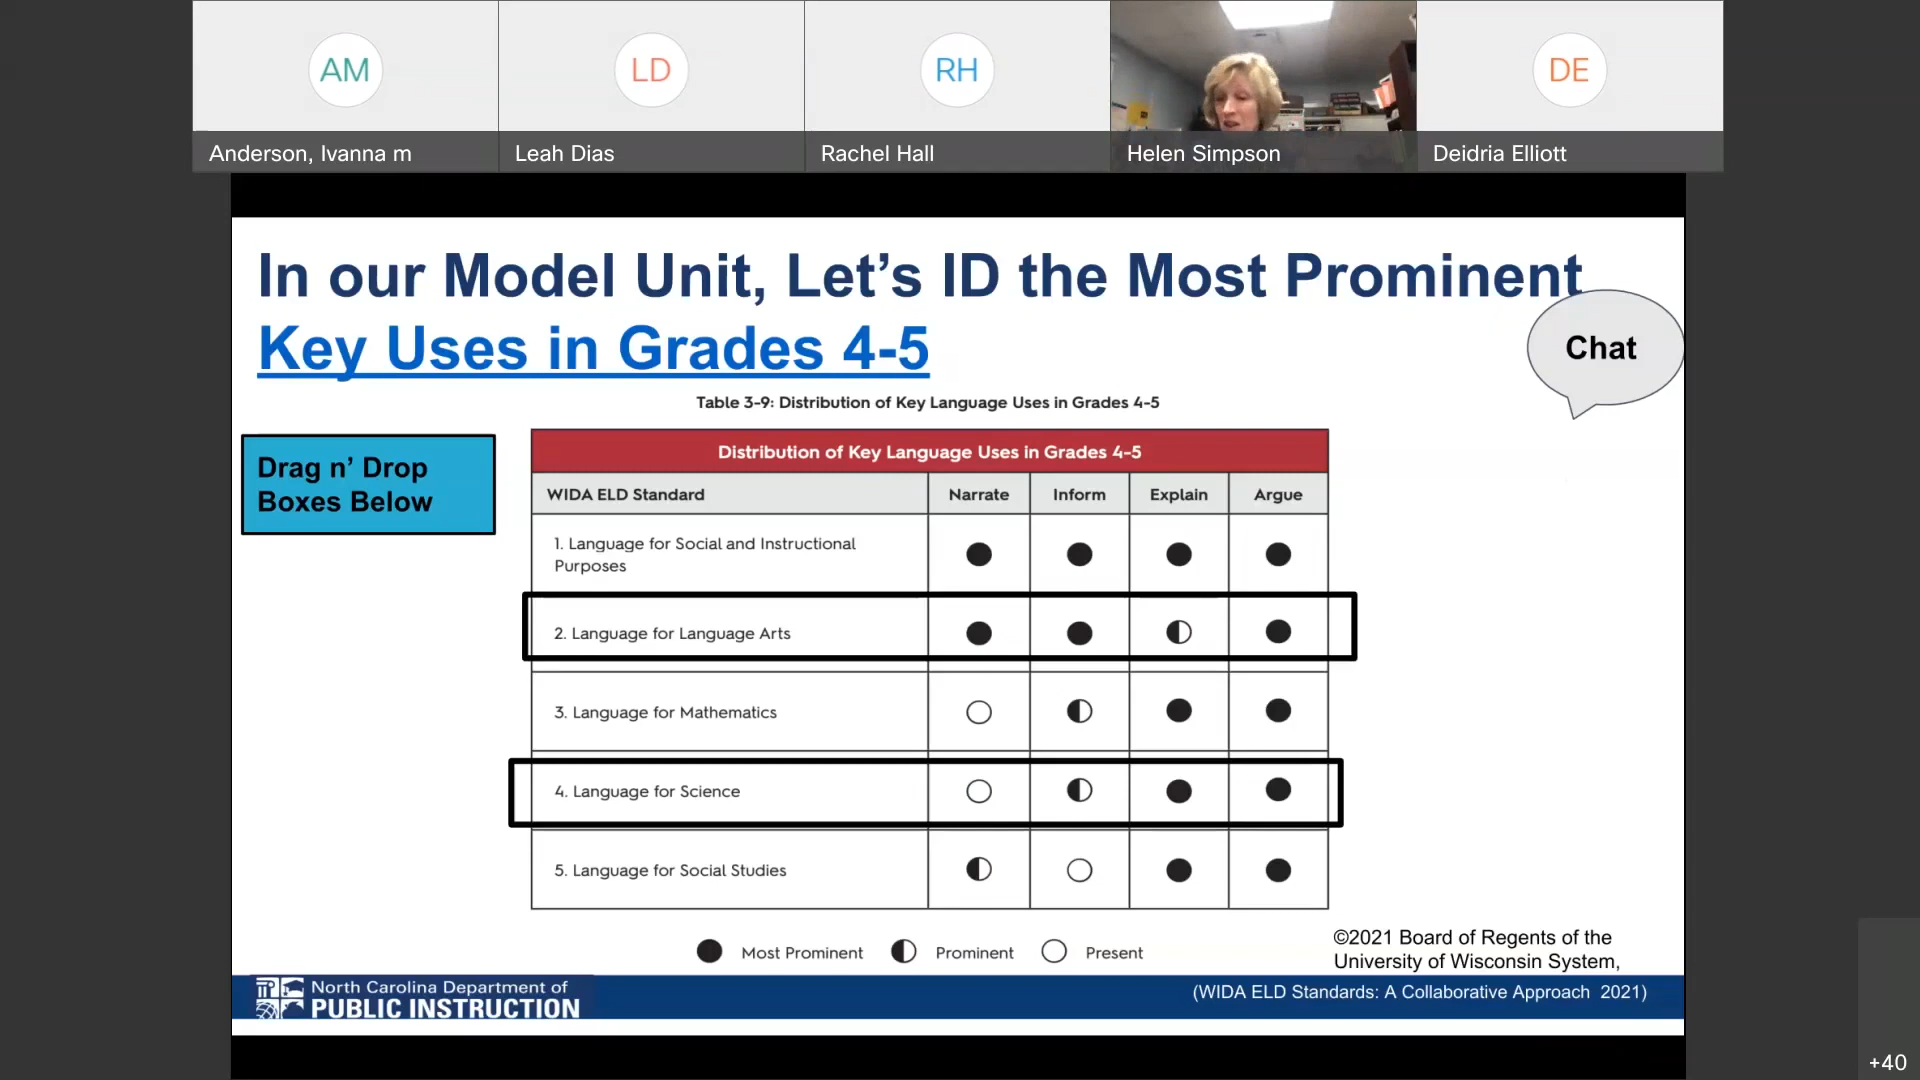 AM
LD
RH
DE
Anderson, Ivanna m
Leah Dias
Rachel Hall
Helen Simpson
Deidria Elliott
In our Model Unit, Let’s ID the Most Prominent
Key Uses in Grades 4-5
Chat
Table 3-9: Distribution of Key Language Uses in Grades 4-5
Drag n’ Drop
Boxes Below
Distribution of Key Language Uses in Grades 4-5
WIDA ELD Standard Narrate Inform Explain Argue
1. Language for Social and Instructional
Purposes
2. Language for Language Arts
3. Language for Mathematics
4. Language for Science
5. Language for Social Studies
Most Prominent Prominent Present
©2021 Board of Regents of the
University of Wisconsin System,
North Carolina Department of
PUBLIC INSTRUCTION
(WIDA ELD Standards: A Collaborative Approach 2021)
+40